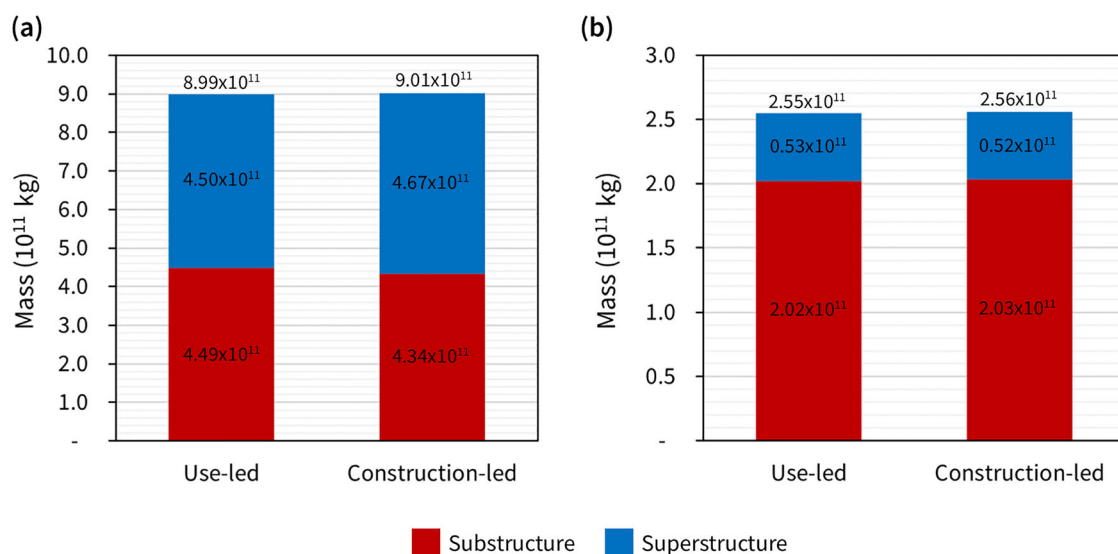 (a)
10.0
9.0
8.0
7.0
6.0
5.0
4.0
3.0
2.0
1.0
-
Mass (10¹¹ kg)
8.99x10¹¹
4.50x10¹¹
4.49x10¹¹
9.01x10¹¹
4.67x10¹¹
4.34x10¹¹
Use-led
Construction-led
(b)
3.0
2.5
2.0
1.5
1.0
0.5
-
Mass (10¹¹ kg)
2.55x10¹¹
0.53x10¹¹
2.02x10¹¹
2.56x10¹¹
0.52x10¹¹
2.03x10¹¹
Use-led
Construction-led
Substructure
Superstructure